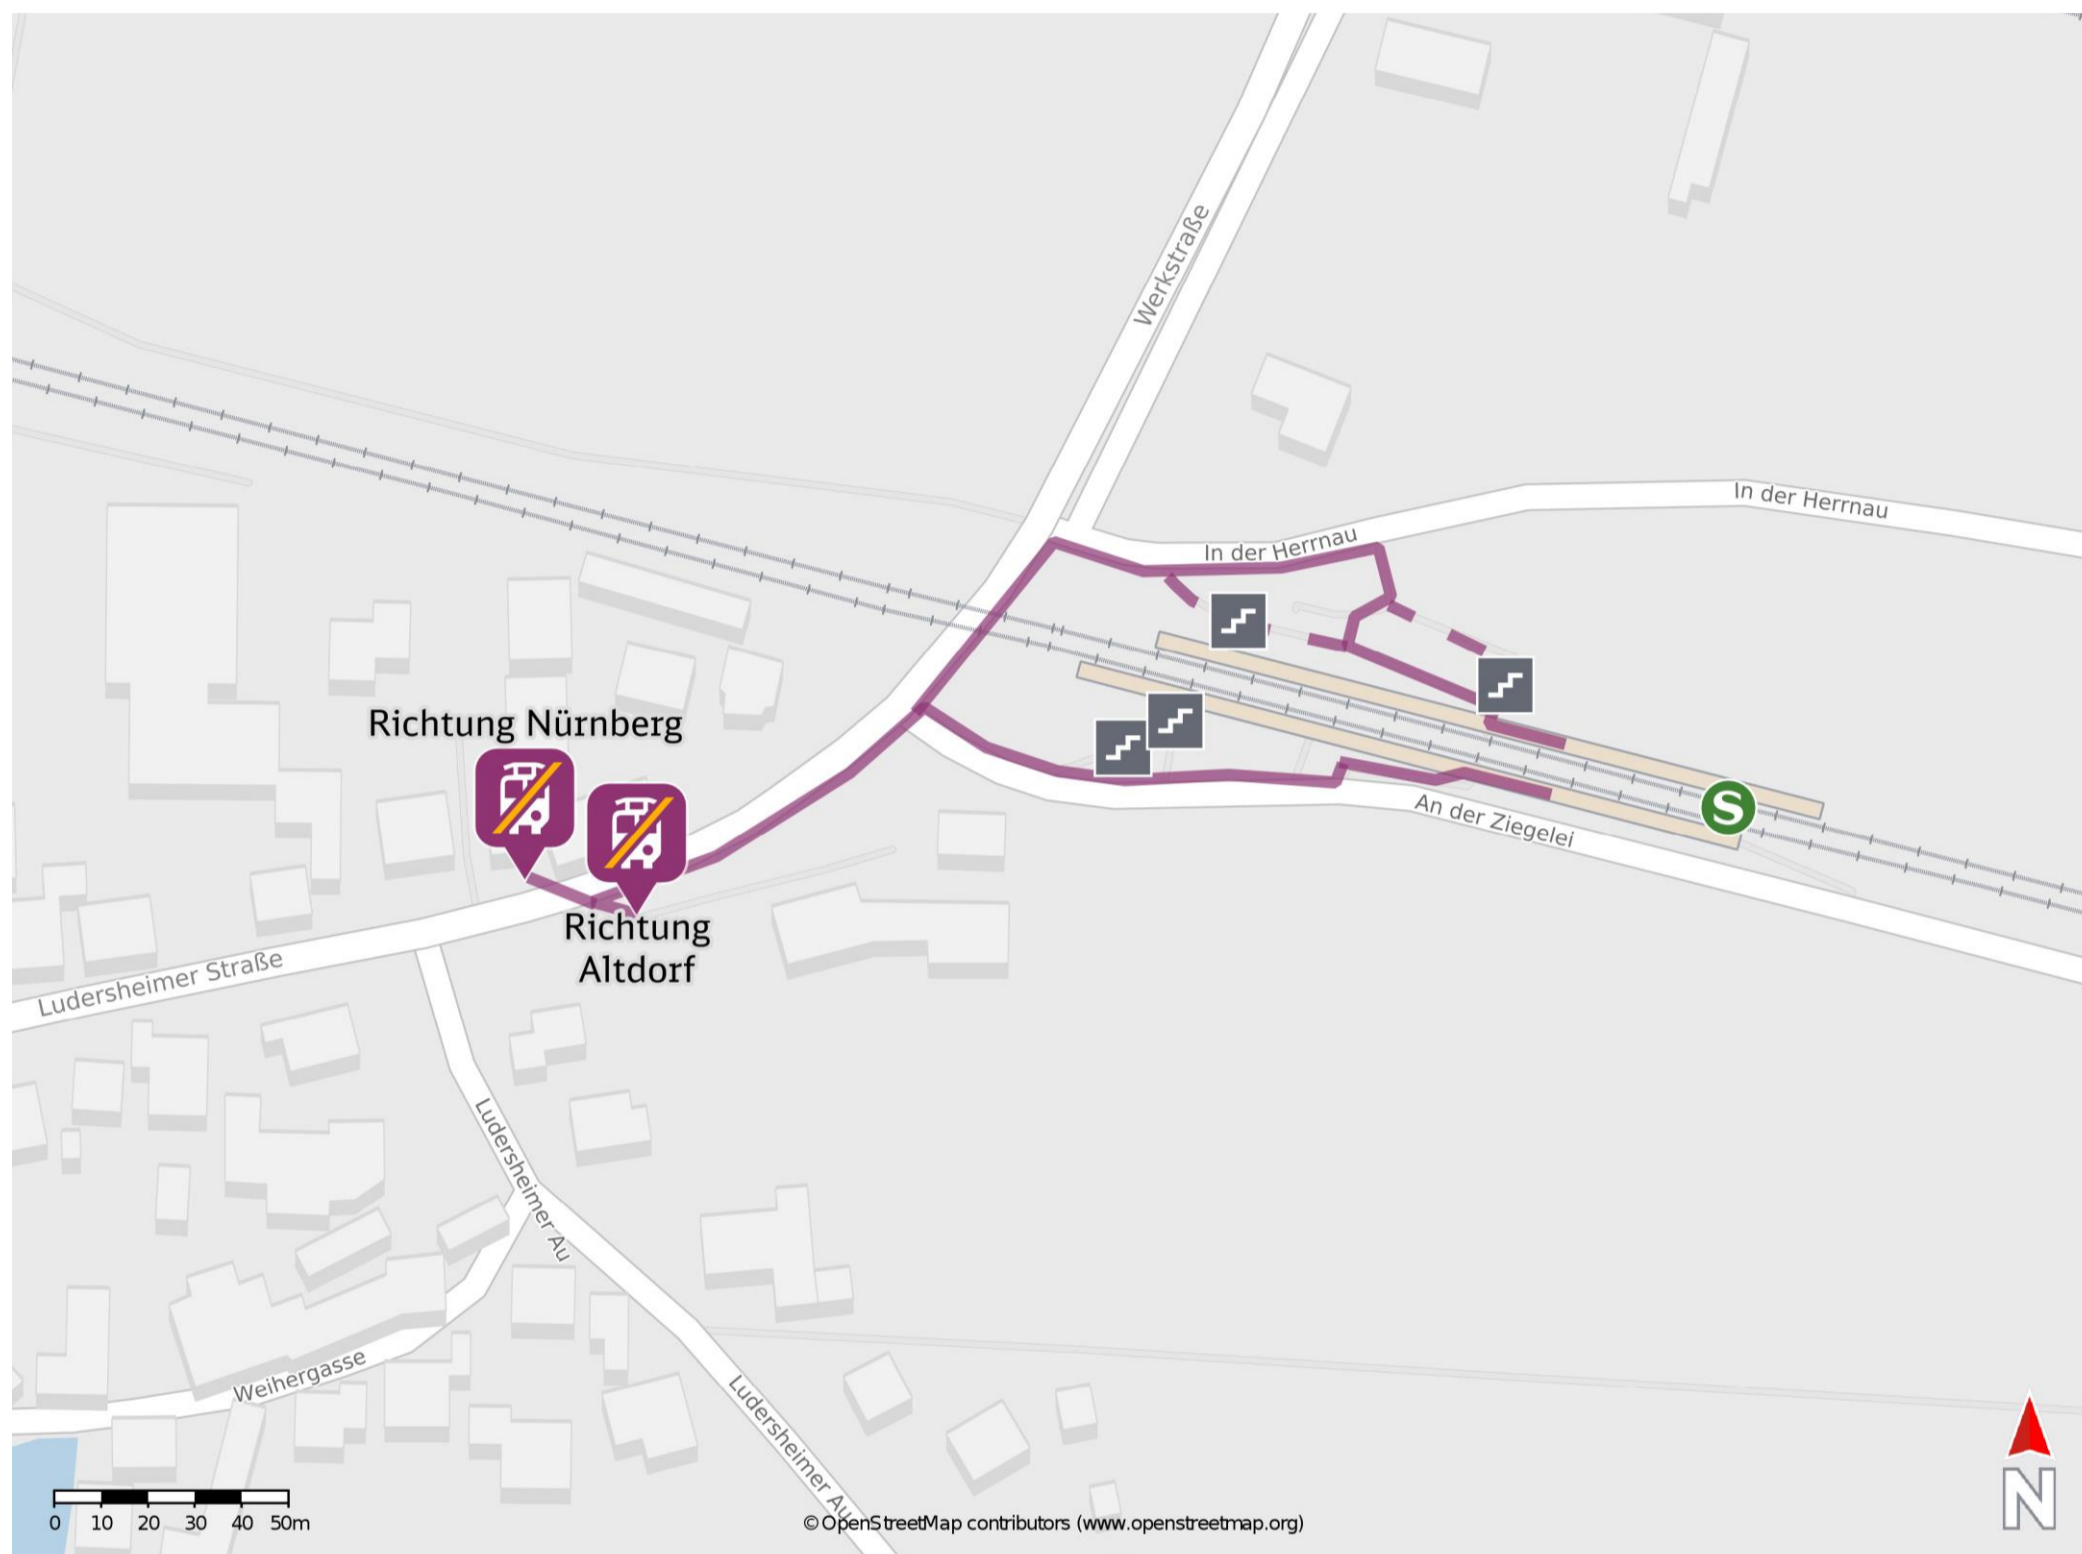 Werkstraße
In der Herrnau
In der Herrnau
Richtung Nürnberg
S
An der Ziegelei
Richtung
Altdorf
Ludersheimer Straße
Ludersheimer Au
Weihergasse
Ludersheimer Au
N
0 10 20 30 40 50m
© OpenStreetMap contributors (www.openstreetmap.org)